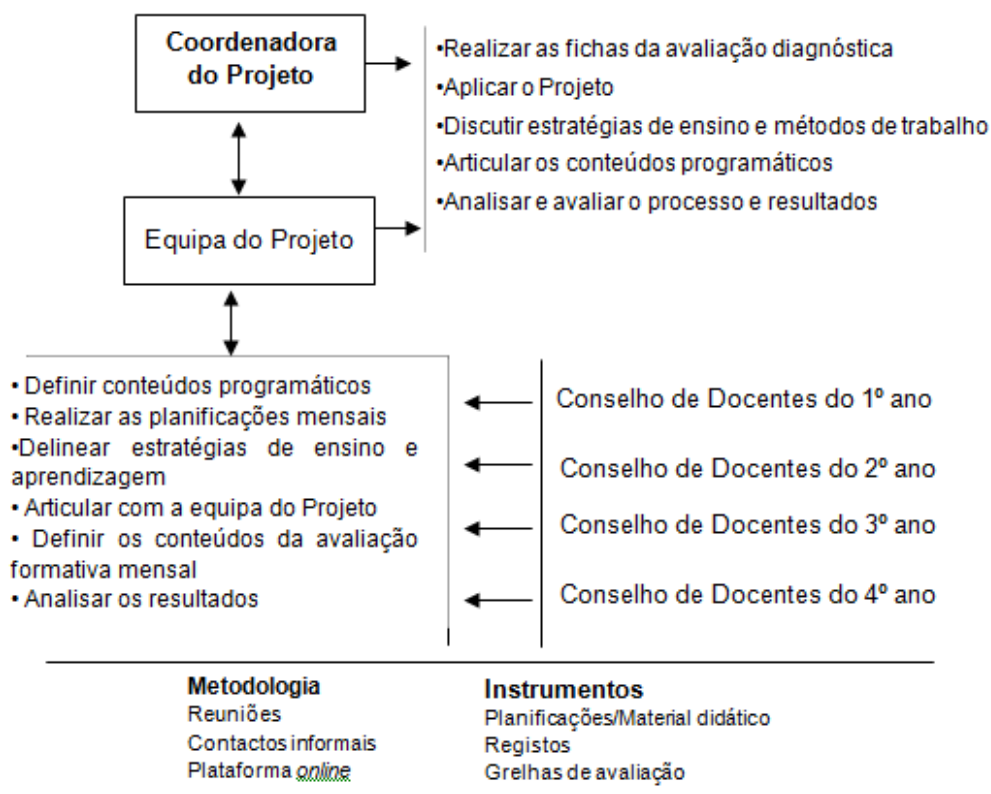 Coordenadora
do Projeto
•Realizar as fichas da avaliação diagnóstica
•Aplicar o Projeto
•Discutir estratégias de ensino e métodos de trabalho
•Articular os conteúdos programáticos
•Analisar e avaliar o processo e resultados
Equipa do Projeto
• Definir conteúdos programáticos
• Realizar as planificações mensais
•Delinear estratégias de ensino e
aprendizagem
• Articular com a equipa do Projeto
• Definir os conteúdos da avaliação
formativa mensal
• Analisar os resultados
Conselho de Docentes do 1º ano
Conselho de Docentes do 2º ano
Conselho de Docentes do 3º ano
Conselho de Docentes do 4º ano
Metodologia
Reuniões
Contactos informais
Plataforma online
Instrumentos
Planificações/Material didático
Registos
Grelhas de avaliação